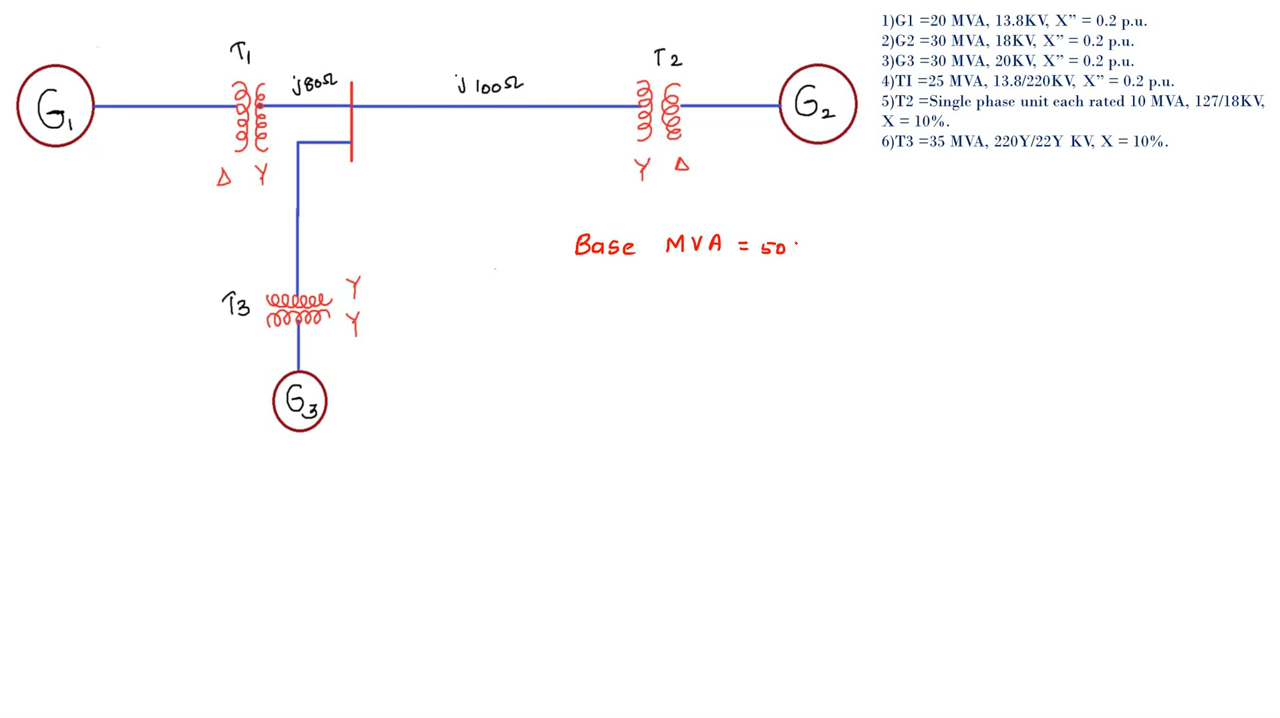 1)G1 =20 MVA, 13.8KV, X” = 0.2 p.u.
2)G2 =30 MVA, 18KV, X” = 0.2 p.u.
3)G3 =30 MVA, 20KV, X” = 0.2 p.u.
4)T1 =25 MVA, 13.8/220KV, X” = 0.2 p.u.
5)T2 =Single phase unit each rated 10 MVA, 127/18KV,
X = 10%.
6)T3 =35 MVA, 220Y/22Y KV, X = 10%.
T1
T2
j80Ω
j100Ω
G1
G2
Δ Y
Y Δ
Base MVA = 50
T3
Y
Y
G3